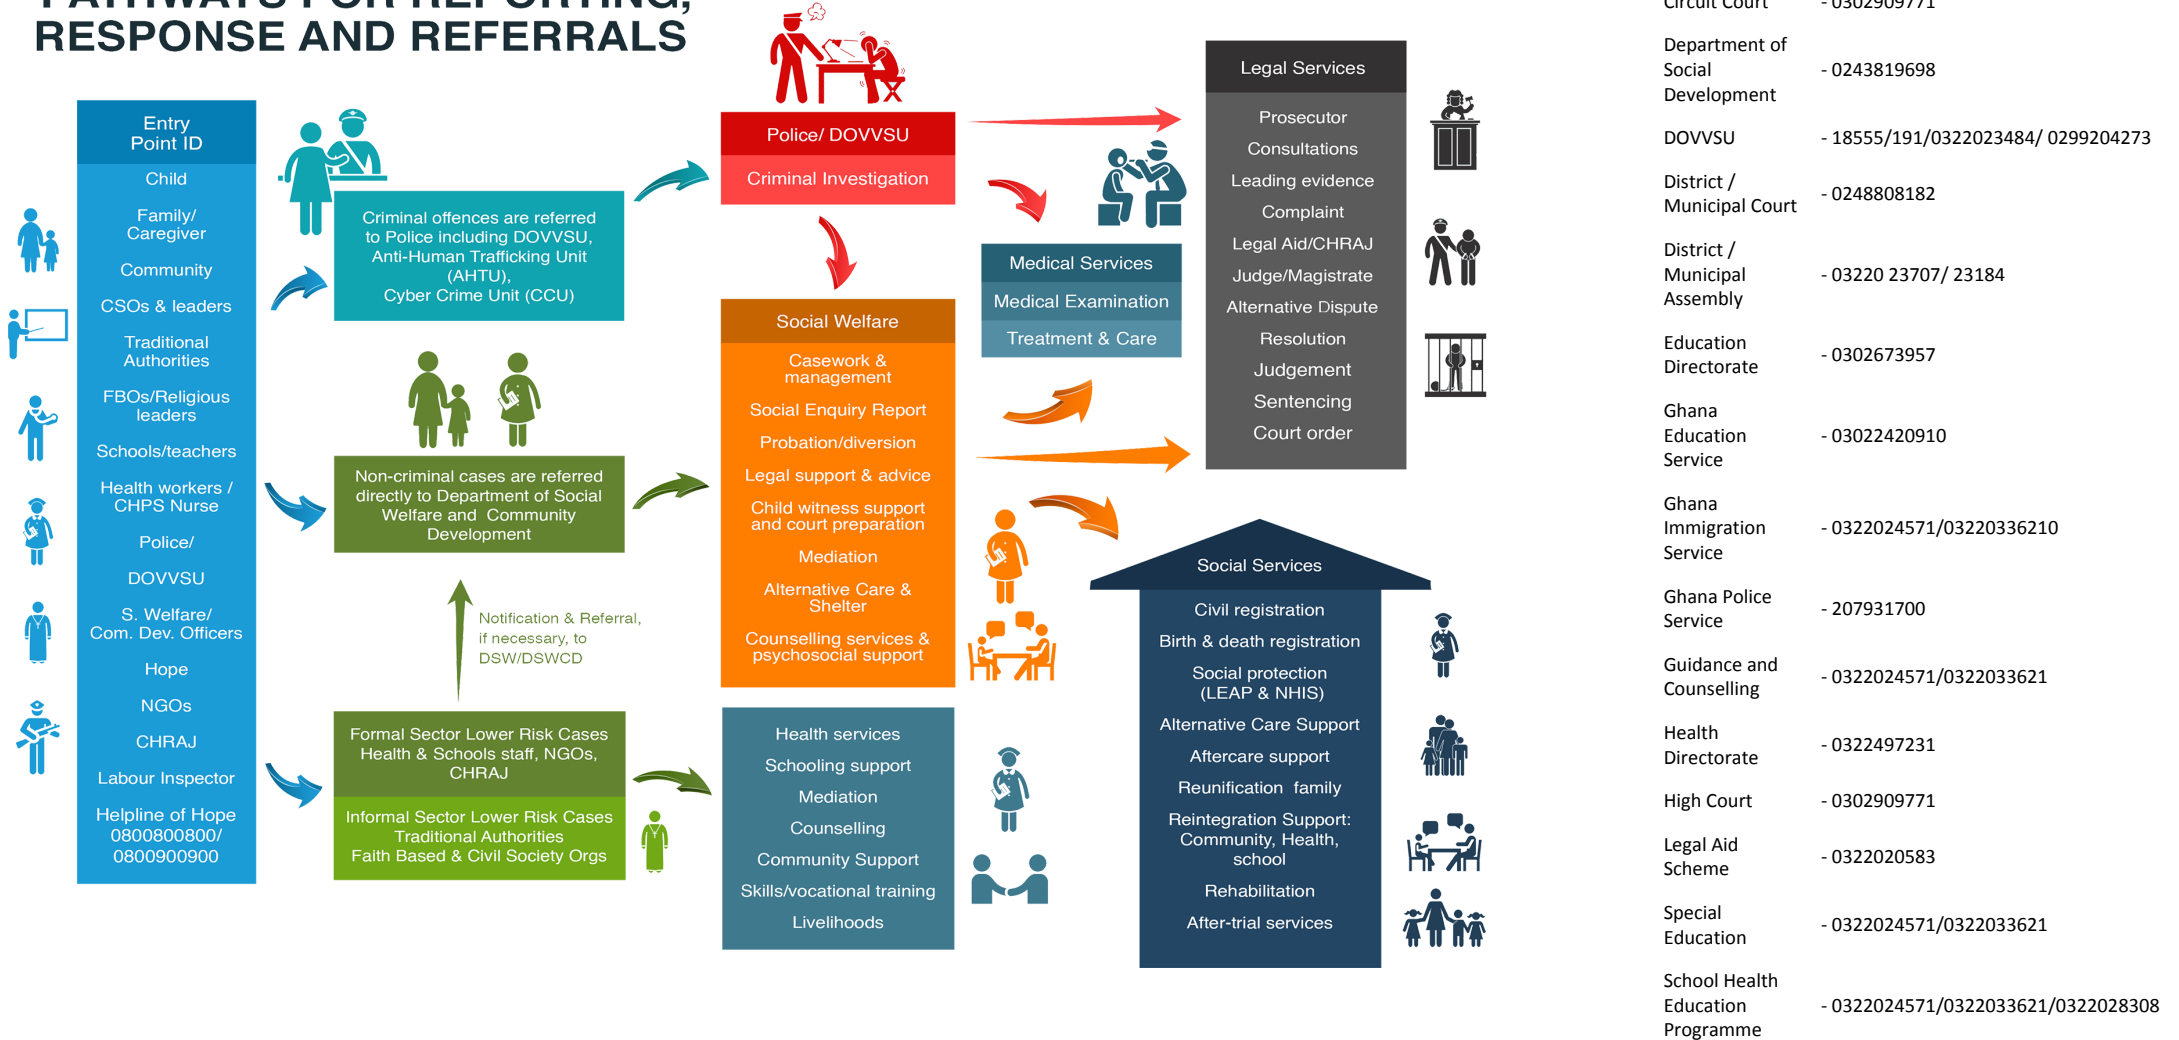 PATHWAYS FOR REPORTING,
RESPONSE AND REFERRALS
Entry
Point ID
Child
Family/
Caregiver
Community
CSOs & leaders
Traditional
Authorities
FBOs/Religious
leaders
Schools/teachers
Health workers /
CHPS Nurse
Police/
DOVVSU
S. Welfare/
Com. Dev. Officers
Hope
NGOs
CHRAJ
Labour Inspector
Helpline of Hope
0800800800/
0800900900
Criminal offences are referred
to Police including DOVVSU,
Anti-Human Trafficking Unit
(AHTU),
Cyber Crime Unit (CCU)
Non-criminal cases are referred
directly to Department of Social
Welfare and Community
Development
Notification & Referral,
if necessary, to
DSW/DSWCD
Formal Sector Lower Risk Cases
Health & Schools staff, NGOs,
CHRAJ
Informal Sector Lower Risk Cases
Traditional Authorities
Faith Based & Civil Society Orgs
Police/ DOVVSU
Criminal Investigation
Social Welfare
Casework &
management
Social Enquiry Report
Probation/diversion
Legal support & advice
Child witness support
and court preparation
Mediation
Alternative Care &
Shelter
Counselling services &
psychosocial support
Health services
Schooling support
Mediation
Counselling
Community Support
Skills/vocational training
Livelihoods
Medical Services
Medical Examination
Treatment & Care
Legal Services
Prosecutor
Consultations
Leading evidence
Complaint
Legal Aid/CHRAJ
Judge/Magistrate
Alternative Dispute
Resolution
Judgement
Sentencing
Court order
Social Services
Civil registration
Birth & death registration
Social protection
(LEAP & NHIS)
Alternative Care Support
Aftercare support
Reunification family
Reintegration Support:
Community, Health,
school
Rehabilitation
After-trial services
Circuit Court - 0302909771
Department of
Social - 0243819698
Development
DOVVSU - 18555/191/0322023484/ 0299204273
District /
Municipal Court - 0248808182
District /
Municipal - 03220 23707/ 23184
Assembly
Education
Directorate - 0302673957
Ghana
Education - 03022420910
Service
Ghana
Immigration - 0322024571/03220336210
Service
Ghana Police
Service - 207931700
Guidance and
Counselling - 0322024571/0322033621
Health
Directorate - 0322497231
High Court - 0302909771
Legal Aid
Scheme - 0322020583
Special
Education - 0322024571/0322033621
School Health
Education - 0322024571/0322033621/0322028308
Programme